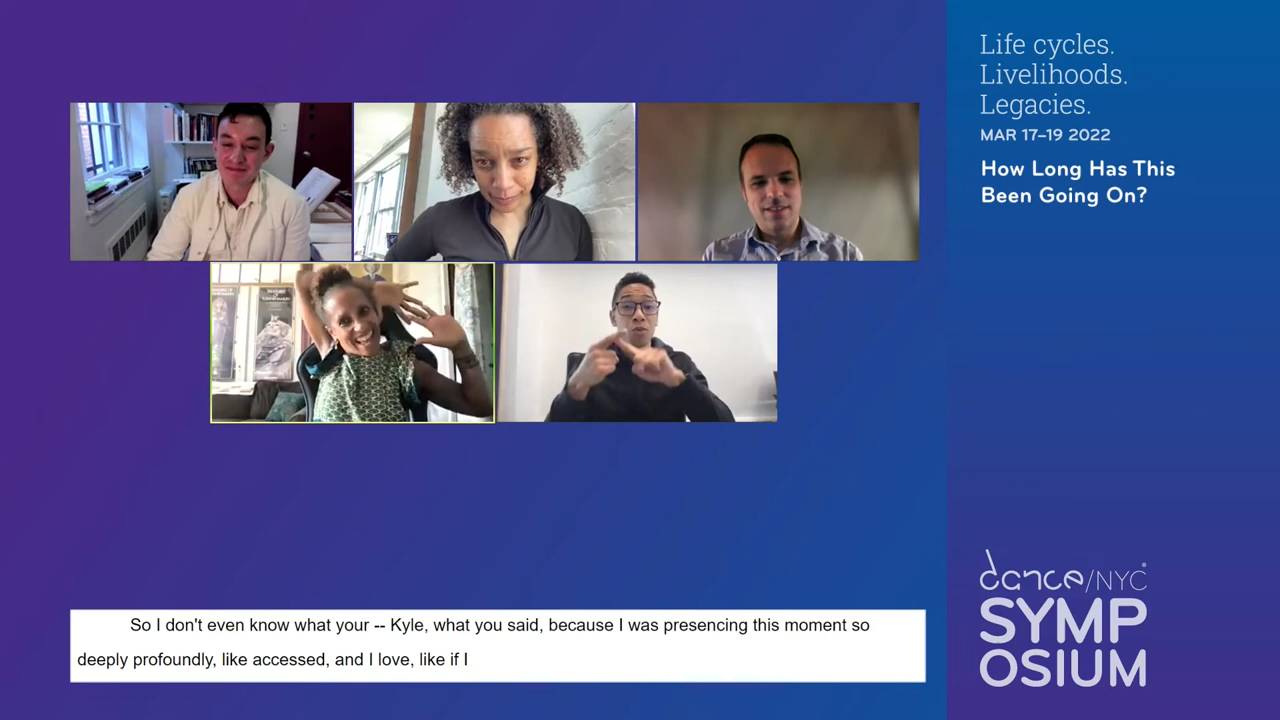 Life cycles.
Livelihoods.
Legacies.
MAR 17–19 2022
How Long Has This
Been Going On?
So I don't even know what your -- Kyle, what you said, because I was presencing this moment so
deeply profoundly, like accessed, and I love, like if I
dance/NYC
SYMP
OSIUM